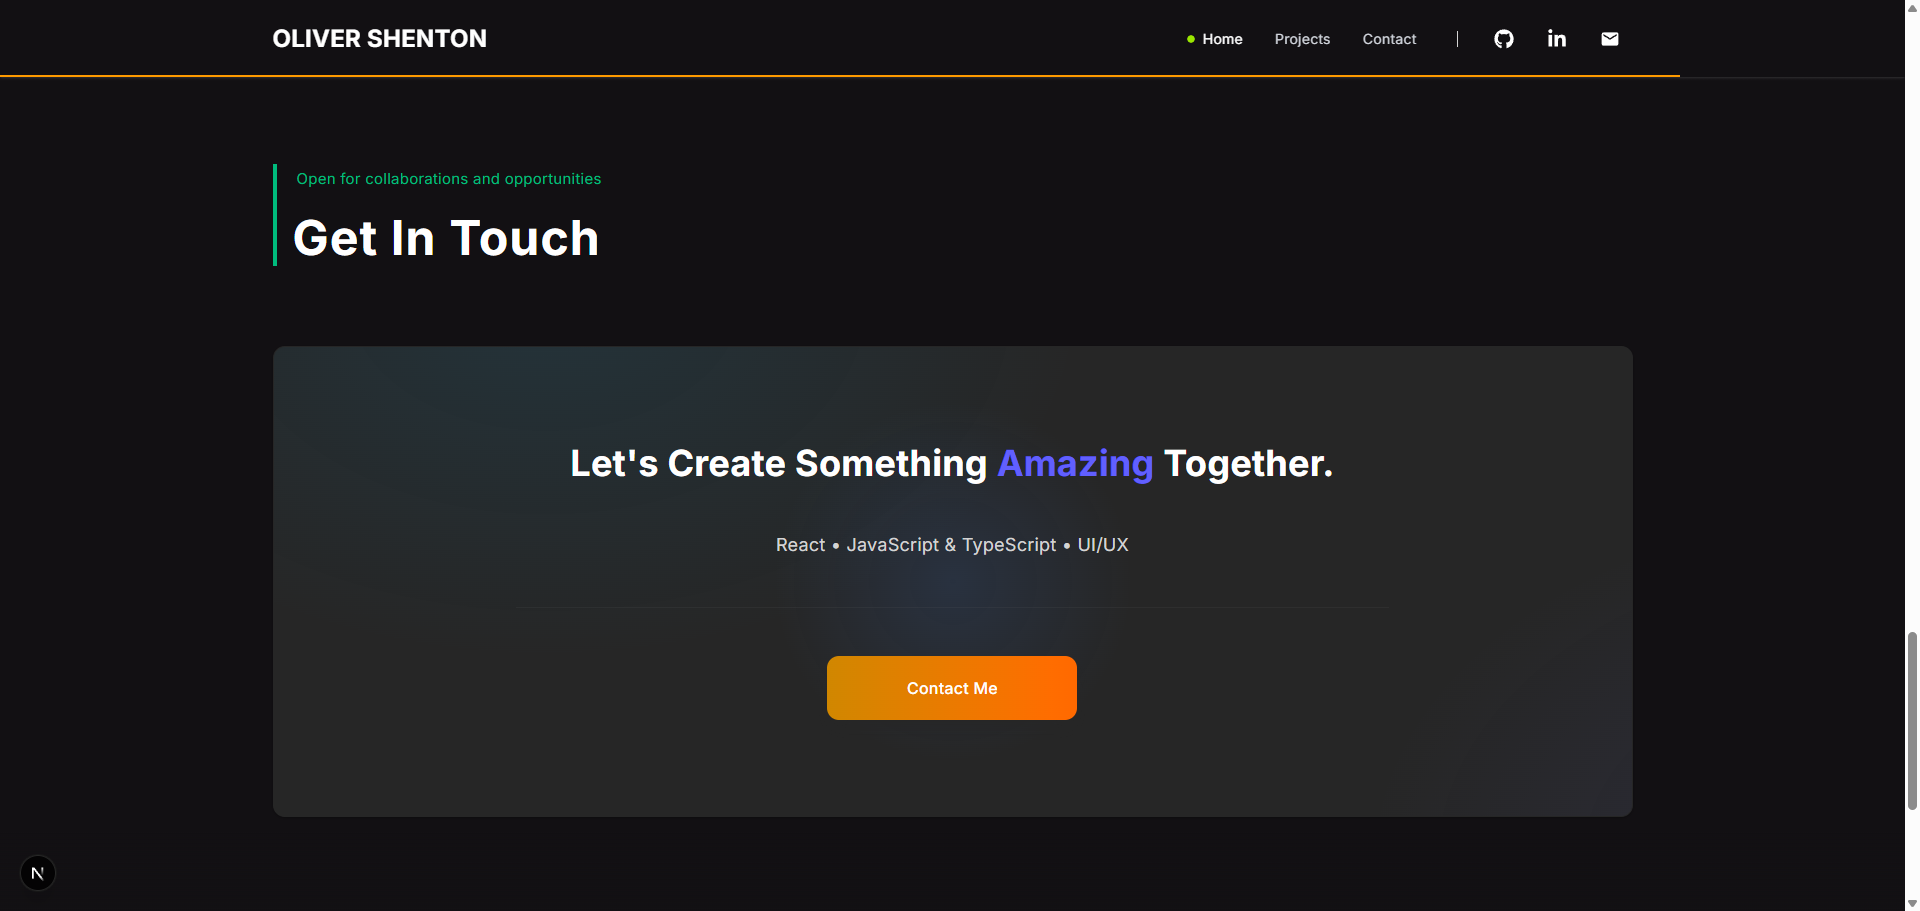 OLIVER SHENTON
Home Projects Contact
Open for collaborations and opportunities
Get In Touch
Let's Create Something Amazing Together.
React • JavaScript & TypeScript • UI/UX
Contact Me
N